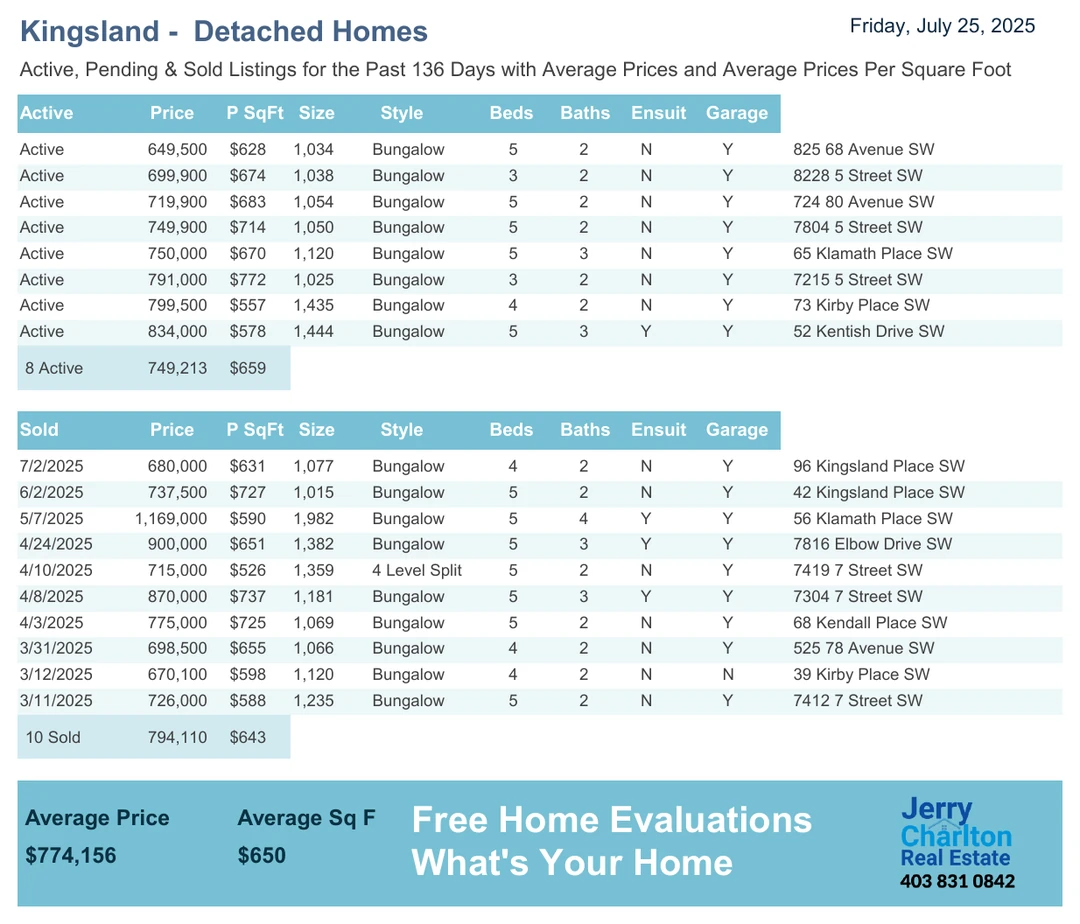 Kingsland - Detached Homes
Friday, July 25, 2025
Active, Pending & Sold Listings for the Past 136 Days with Average Prices and Average Prices Per Square Foot
Active Price P SqFt Size Style Beds Baths Ensuit Garage
Active 649,500 $628 1,034 Bungalow 5 2 N Y 825 68 Avenue SW
Active 699,900 $674 1,038 Bungalow 3 2 N Y 8228 5 Street SW
Active 719,900 $683 1,054 Bungalow 5 2 N Y 724 80 Avenue SW
Active 749,900 $714 1,050 Bungalow 5 2 N Y 7804 5 Street SW
Active 750,000 $670 1,120 Bungalow 5 3 N Y 65 Klamath Place SW
Active 791,000 $772 1,025 Bungalow 3 2 N Y 7215 5 Street SW
Active 799,500 $557 1,435 Bungalow 4 2 N Y 73 Kirby Place SW
Active 834,000 $578 1,444 Bungalow 5 3 Y Y 52 Kentish Drive SW
8 Active 749,213 $659
Sold Price P SqFt Size Style Beds Baths Ensuit Garage
7/2/2025 680,000 $631 1,077 Bungalow 4 2 N Y 96 Kingsland Place SW
6/2/2025 737,500 $727 1,015 Bungalow 5 2 N Y 42 Kingsland Place SW
5/7/2025 1,169,000 $590 1,982 Bungalow 5 4 Y Y 56 Klamath Place SW
4/24/2025 900,000 $651 1,382 Bungalow 5 3 Y Y 7816 Elbow Drive SW
4/10/2025 715,000 $526 1,359 4 Level Split 5 2 N Y 7419 7 Street SW
4/8/2025 870,000 $737 1,181 Bungalow 5 3 Y Y 7304 7 Street SW
4/3/2025 775,000 $725 1,069 Bungalow 5 2 N Y 68 Kendall Place SW
3/31/2025 698,500 $655 1,066 Bungalow 4 2 N Y 525 78 Avenue SW
3/12/2025 670,100 $598 1,120 Bungalow 4 2 N N 39 Kirby Place SW
3/11/2025 726,000 $588 1,235 Bungalow 5 2 N Y 7412 7 Street SW
10 Sold 794,110 $643
Average Price Average Sq F
$774,156 $650
Free Home Evaluations
What's Your Home
Jerry
Charlton
Real Estate
403 831 0842